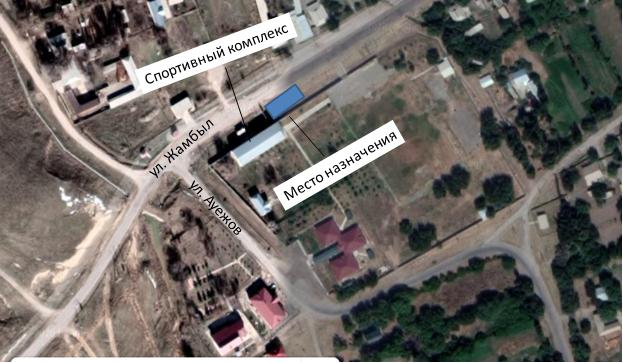 Спортивный комплекс
ул. Жамбыл
Место назначения
ул. Ауежов